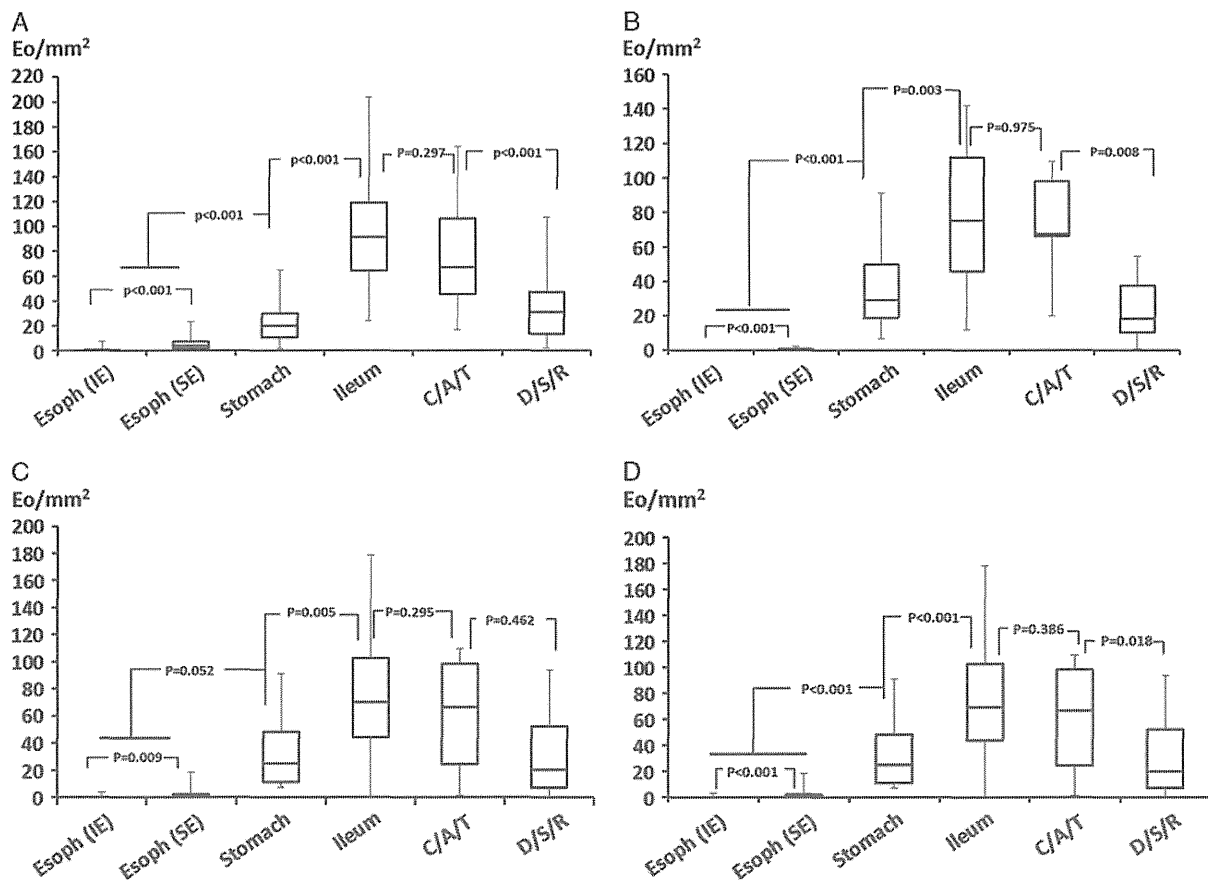 A
Eo/mm²
220
200
180
160
140
120
100
80
60
40
20
0
p<0.001
p<0.001
p<0.001
P=0.297
p<0.001
Esoph (IE)
Esoph (SE)
Stomach
Ileum
C/A/T
D/S/R
B
Eo/mm²
160
140
120
100
80
60
40
20
0
P<0.001
P<0.001
P=0.003
P=0.975
P=0.008
Esoph (IE)
Esoph (SE)
Stomach
Ileum
C/A/T
D/S/R
C
Eo/mm²
200
180
160
140
120
100
80
60
40
20
0
P=0.009
P=0.052
P=0.005
P=0.295
P=0.462
Esoph (IE)
Esoph (SE)
Stomach
Ileum
C/A/T
D/S/R
D
Eo/mm²
200
180
160
140
120
100
80
60
40
20
0
P<0.001
P<0.001
P<0.001
P=0.386
P=0.018
Esoph (IE)
Esoph (SE)
Stomach
Ileum
C/A/T
D/S/R